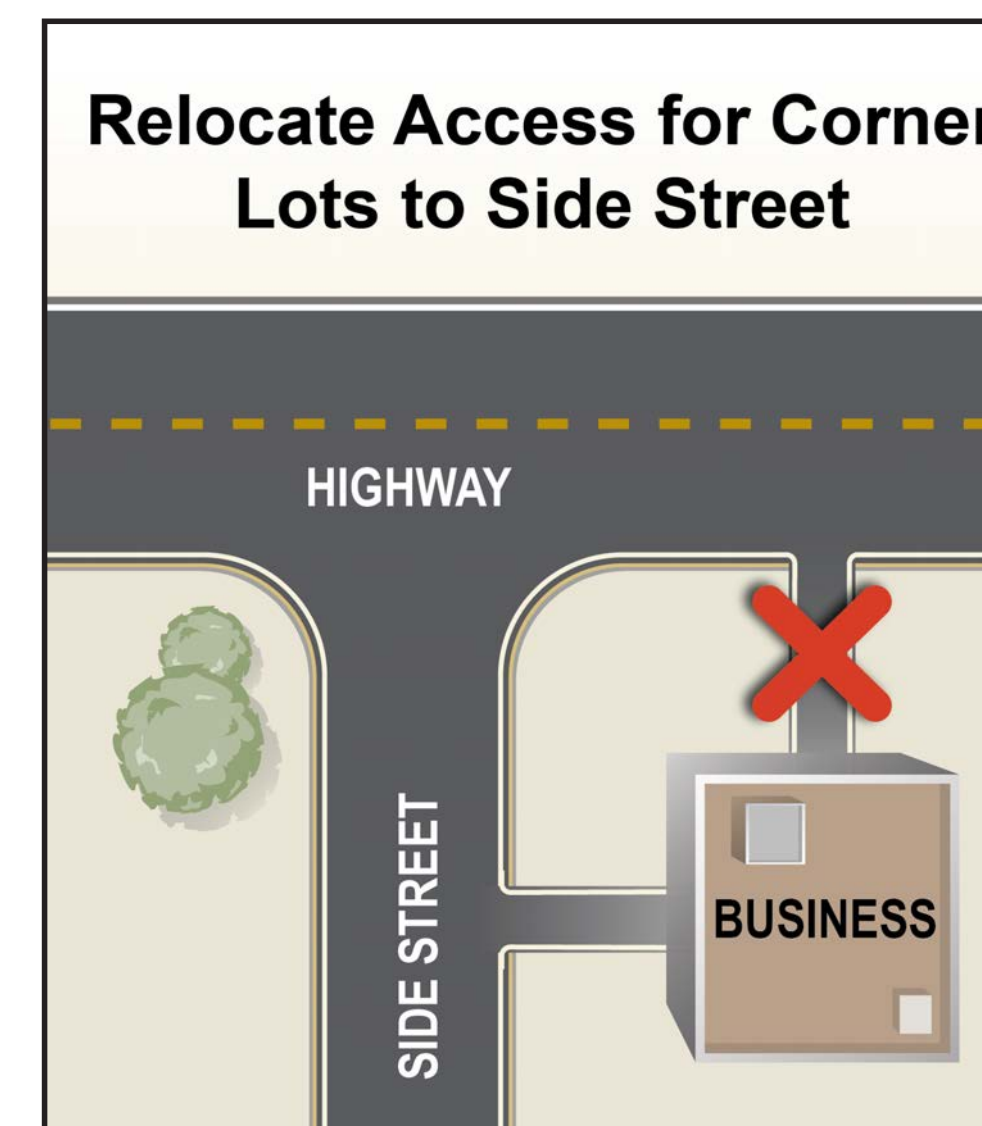 Relocate Access for Corner
Lots to Side Street
HIGHWAY
SIDE STREET
BUSINESS